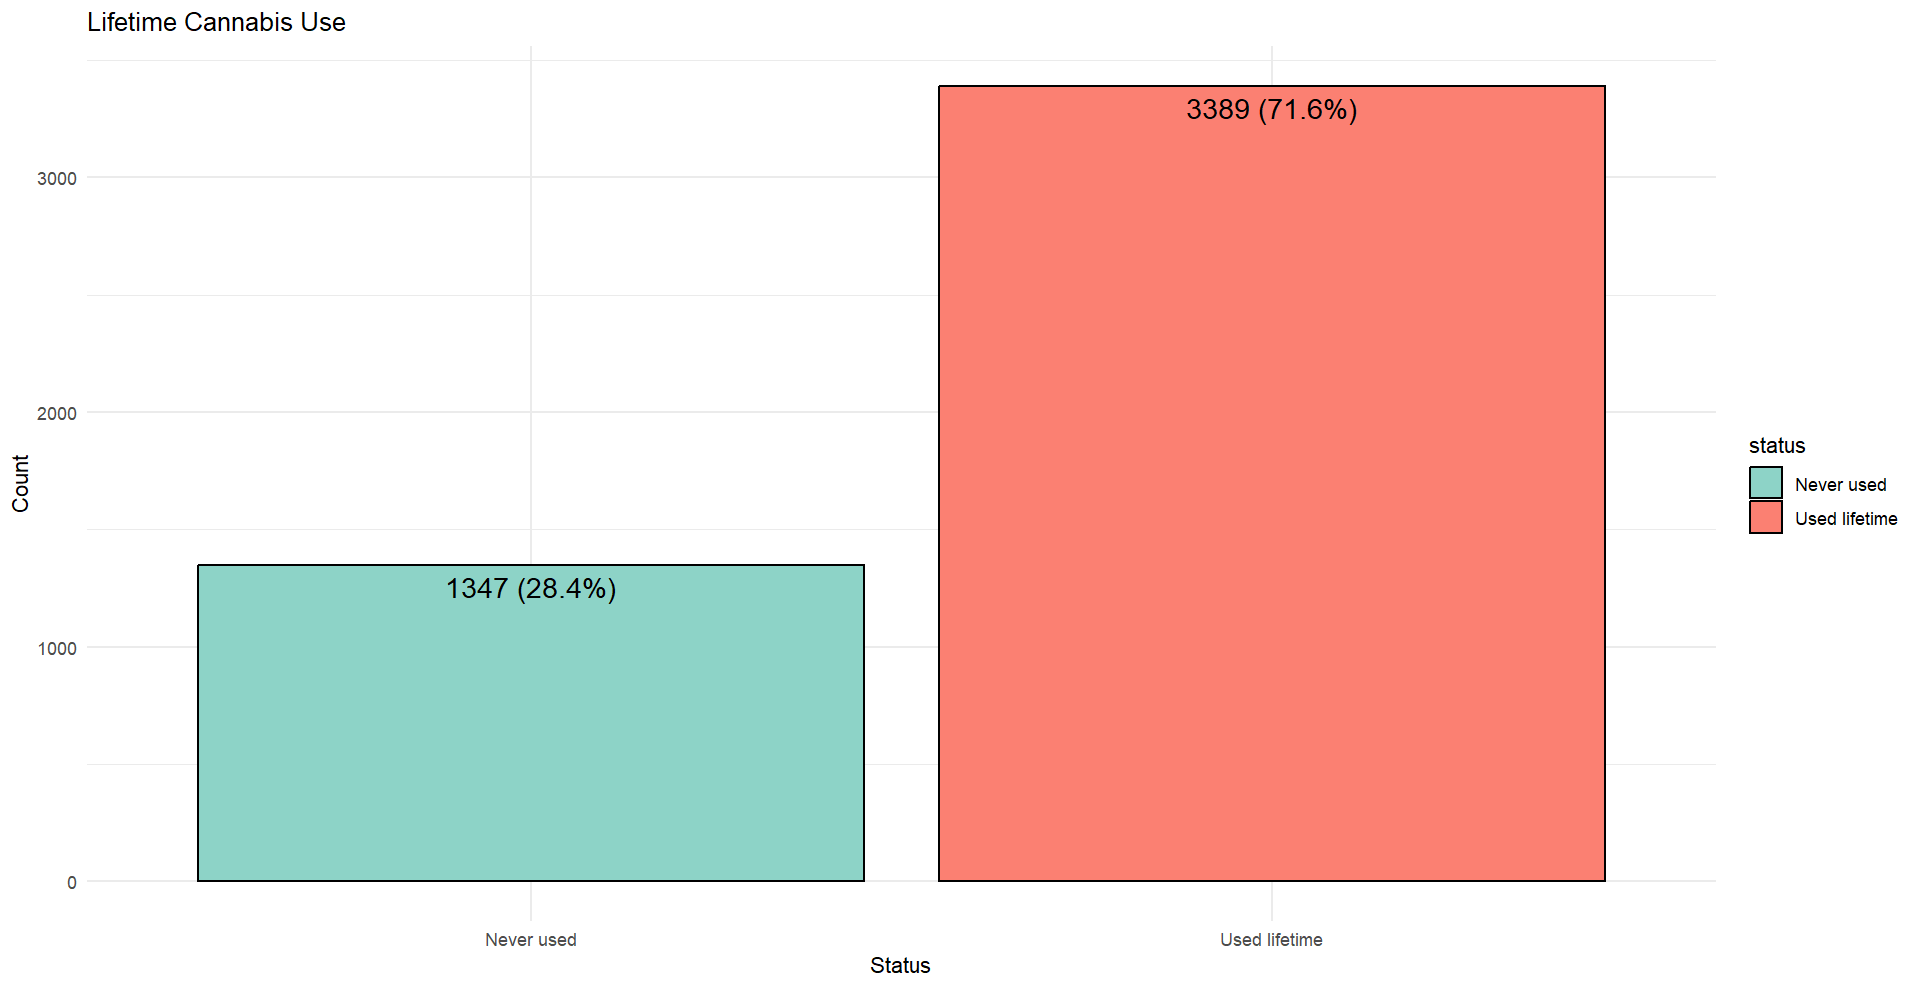 Lifetime Cannabis Use
3389 (71.6%)
3000
2000
Count
status
Never used
Used lifetime
1347 (28.4%)
1000
0
Never used
Used lifetime
Status